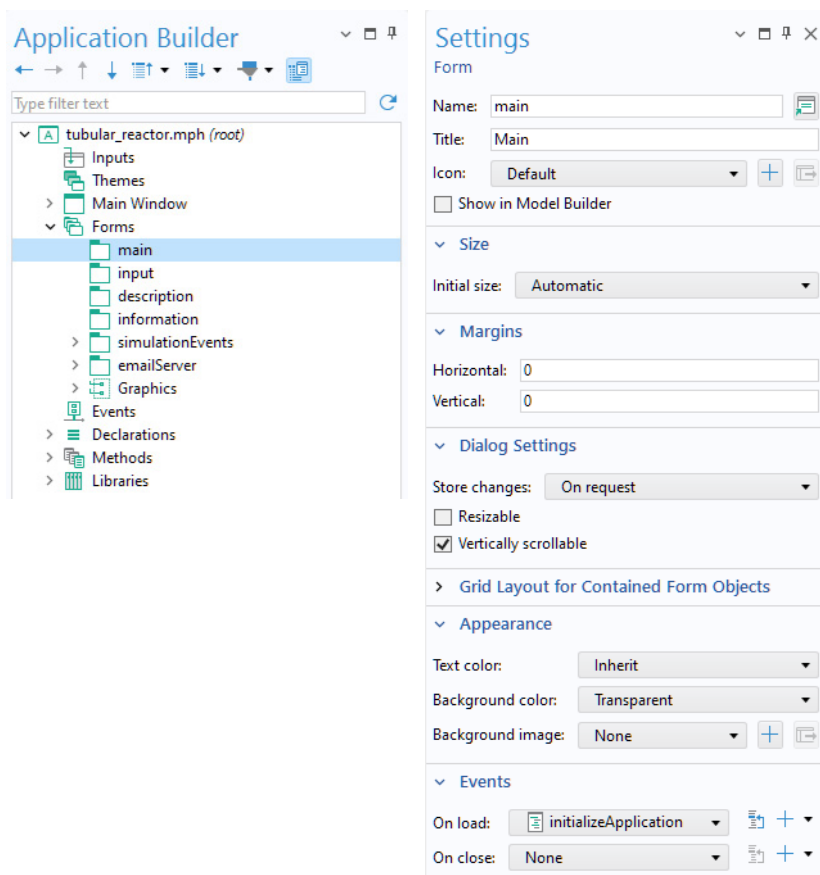 Application Builder
Type filter text
tubular_reactor.mph (root)
Inputs
Themes
Main Window
Forms
main
input
description
information
simulationEvents
emailServer
Graphics
Events
Declarations
Methods
Libraries
Settings
Form
Name: main
Title: Main
Icon: Default
Show in Model Builder
Size
Initial size: Automatic
Margins
Horizontal: 0
Vertical: 0
Dialog Settings
Store changes: On request
Resizable
Vertically scrollable
Grid Layout for Contained Form Objects
Appearance
Text color: Inherit
Background color: Transparent
Background image: None
Events
On load: initializeApplication
On close: None